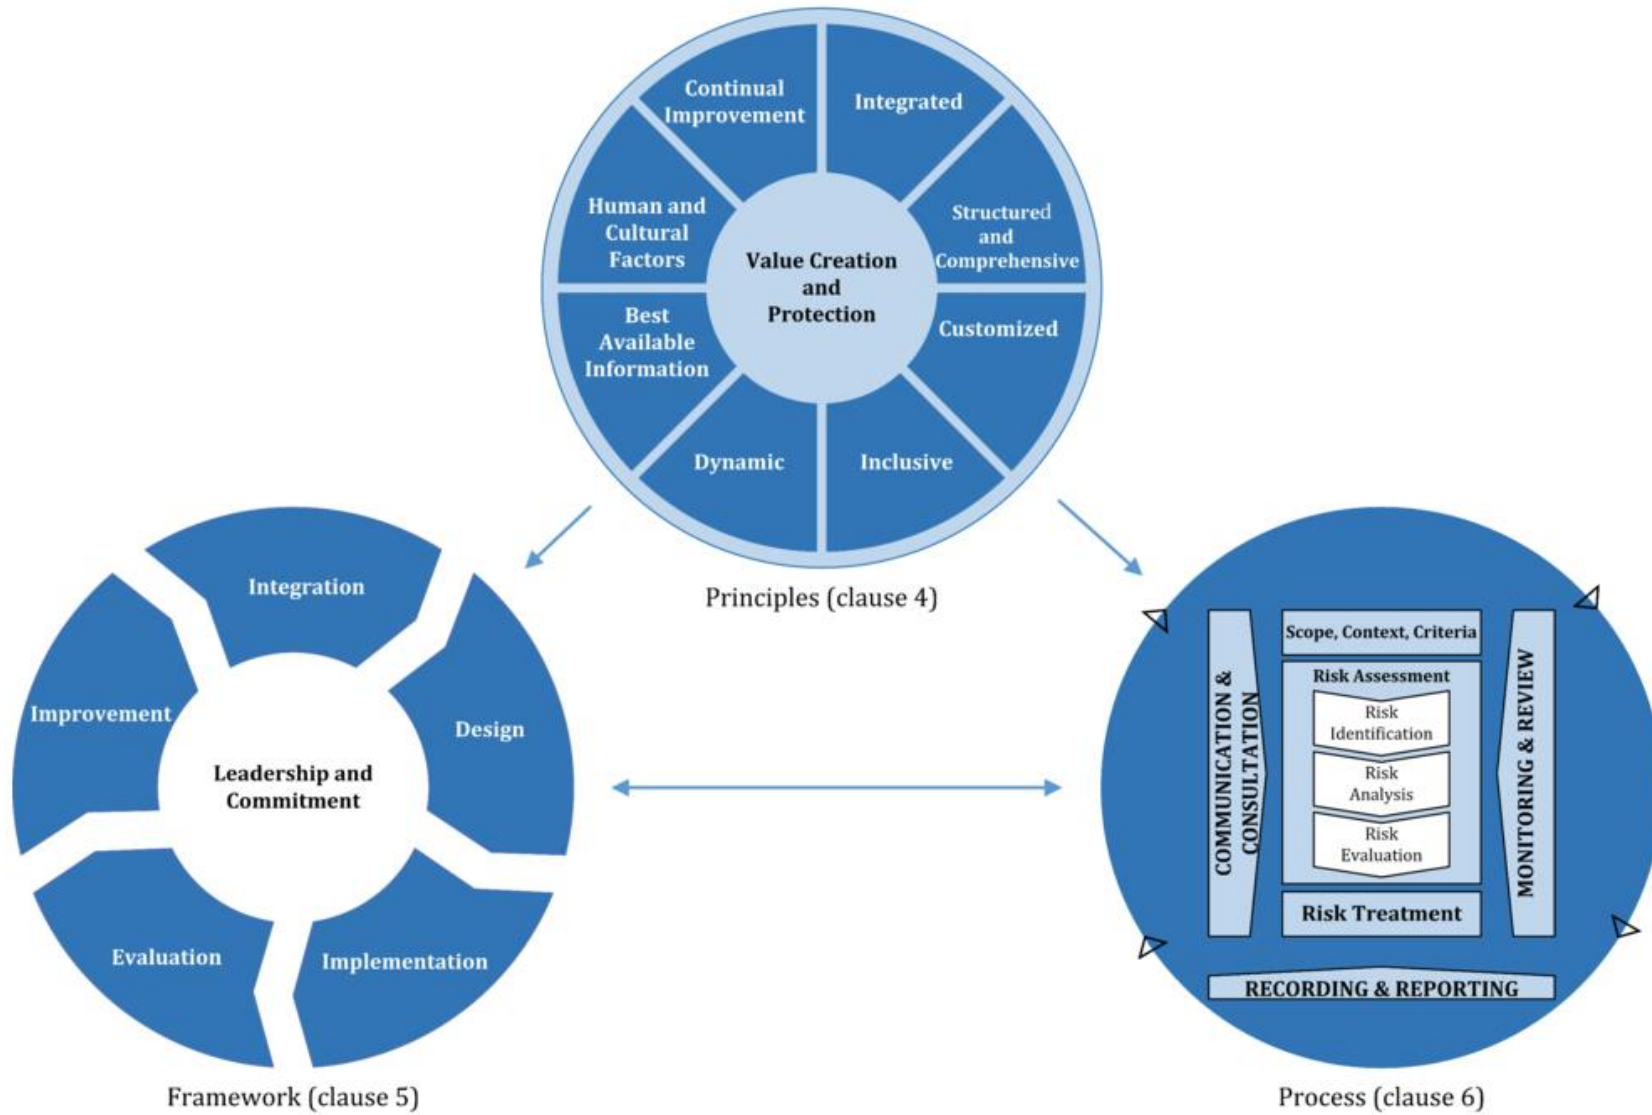 Continual
Improvement
Integrated
Human and
Cultural
Factors
Structured
and
Comprehensive
Value Creation
and
Protection
Best
Available
Information
Customized
Dynamic
Inclusive
Principles (clause 4)
Integration
Improvement
Design
Leadership and
Commitment
Evaluation
Implementation
Framework (clause 5)
Scope, Context, Criteria
Risk Assessment
Risk
Identification
Risk
Analysis
Risk
Evaluation
Risk Treatment
COMMUNICATION &
CONSULTATION
MONITORING & REVIEW
RECORDING & REPORTING
Process (clause 6)